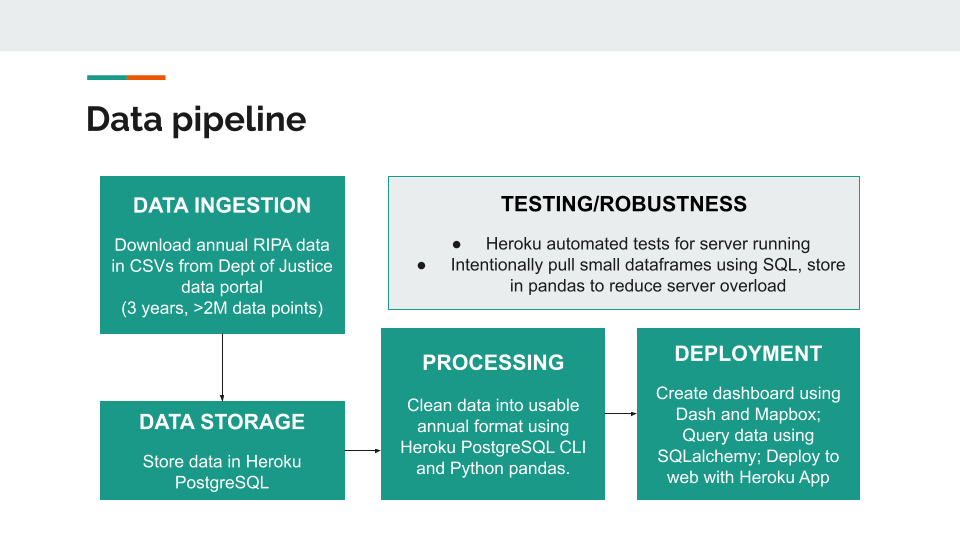 Data pipeline
DATA INGESTION
Download annual RIPA data
in CSVs from Dept of Justice
data portal
(3 years, >2M data points)
TESTING/ROBUSTNESS
● Heroku automated tests for server running
● Intentionally pull small dataframes using SQL, store
in pandas to reduce server overload
DATA STORAGE
Store data in Heroku
PostgreSQL
PROCESSING
Clean data into usable
annual format using
Heroku PostgreSQL CLI
and Python pandas.
DEPLOYMENT
Create dashboard using
Dash and Mapbox;
Query data using
SQLalchemy; Deploy to
web with Heroku App